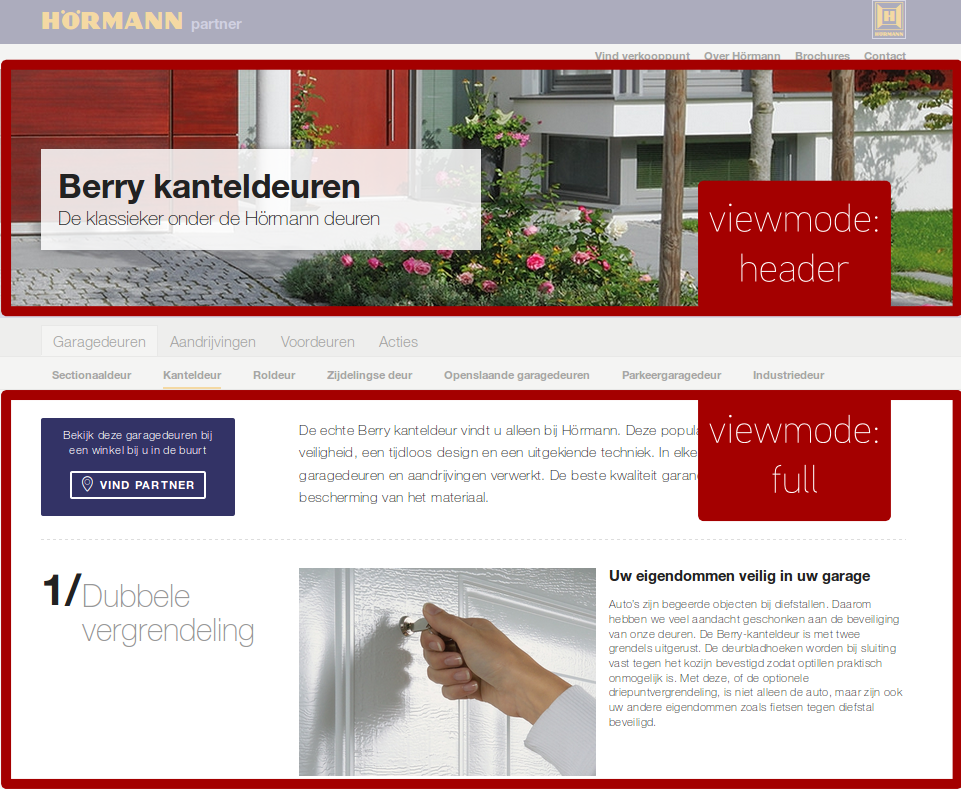 HÖRMANN partner
HÖRMANN
Vind verkooppunt Over Hörmann Brochures Contact
Berry kanteldeuren
De klassieker onder de Hörmann deuren
viewmode:
header
Garagedeuren Aandrijvingen Voordeuren Acties
Sectionaaldeur Kanteldeur Roldeur Zijdelingse deur Openslaande garagedeuren Parkeergaragedeur Industriedeur
Bekijk deze garagedeuren bij
een winkel bij u in de buurt
VIND PARTNER
De echte Berry kanteldeur vindt u alleen bij Hörmann. Deze
veiligheid, een tijdloos design en een uitgekiende techniek. In elke
garagedeuren en aandrijvingen verwerkt. De beste kwaliteit
bescherming van het materiaal.
viewmode:
full
1/Dubbele
vergrendeling
Uw eigendommen veilig in uw garage
Auto's zijn begeerde objecten bij diefstallen. Daarom
hebben we veel aandacht geschonken aan de beveiliging
van onze deuren. De Berry-kanteldeur is met twee
grendels uitgerust. De deurbladhoeken worden bij sluiting
vast tegen het kozijn bevestigd zodat optillen praktisch
onmogelijk is. Met deze, of de optionele
driepuntvergrendeling, is niet alleen de auto, maar zijn ook
uw andere eigendommen zoals fietsen tegen diefstal
beveiligd.